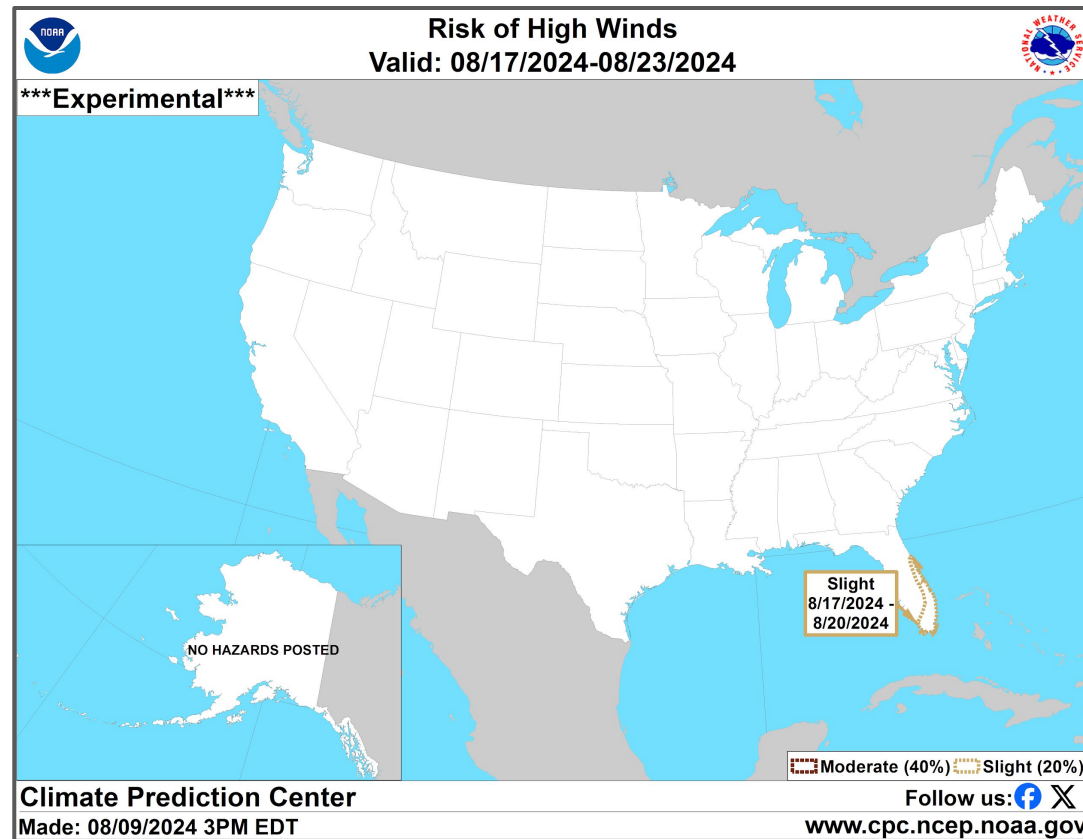 NOAA
Risk of High Winds
Valid: 08/17/2024-08/23/2024
NATIONAL WEATHER SERVICE
***Experimental***
Slight
8/17/2024 -
8/20/2024
NO HAZARDS POSTED
Moderate (40%) Slight (20%)
Climate Prediction Center
Follow us:
Made: 08/09/2024 3PM EDT
www.cpc.ncep.noaa.gov